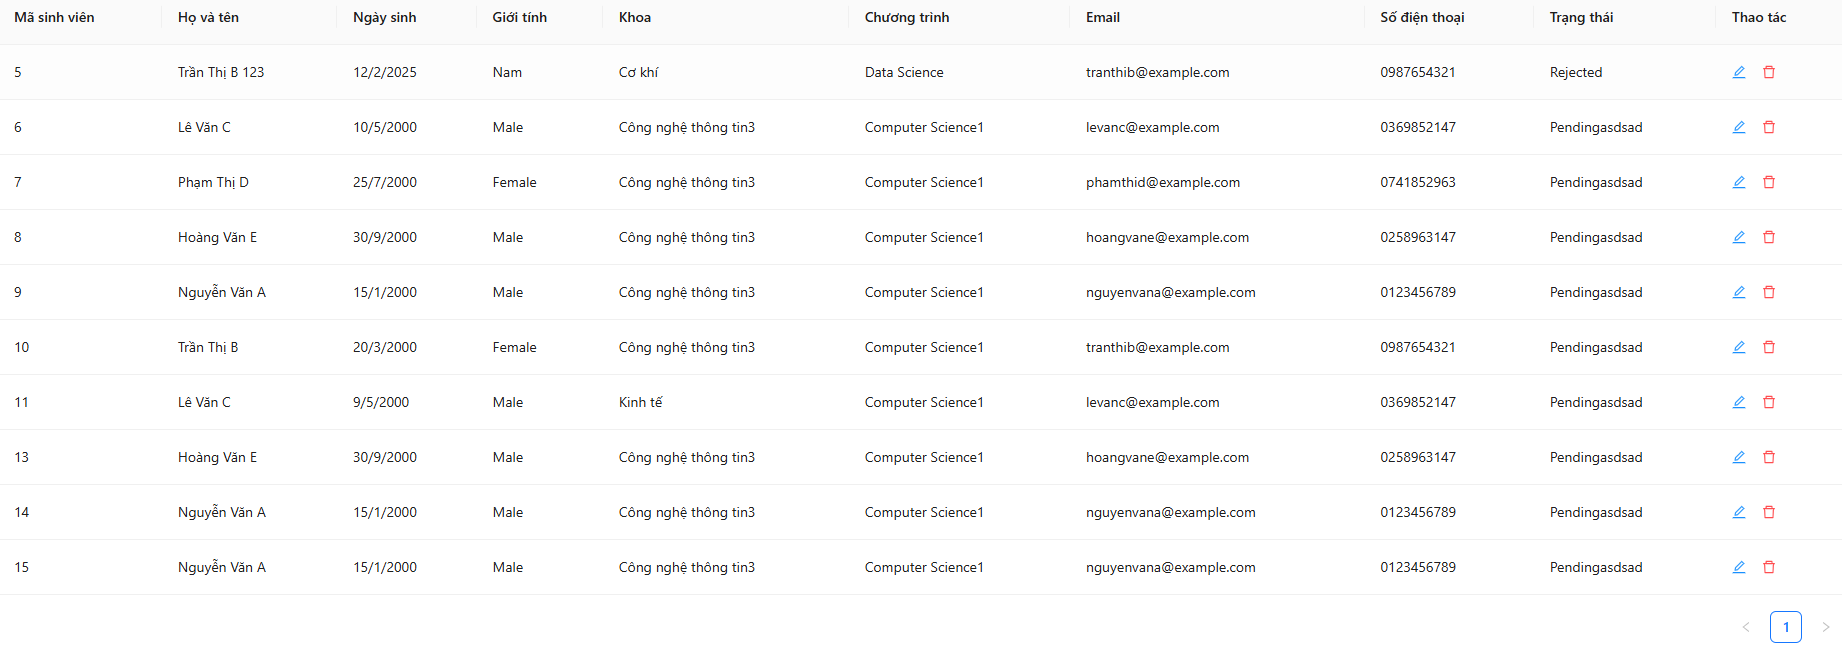 Mã sinh viên Họ và tên Ngày sinh Giới tính Khoa Chương trình Email Số điện thoại Trạng thái Thao tác
5 Trần Thị B 123 12/2/2025 Nam Cơ khí Data Science tranthib@example.com 0987654321 Rejected
6 Lê Văn C 10/5/2000 Male Công nghệ thông tin3 Computer Science1 levanc@example.com 0369852147 Pendingasdsad
7 Phạm Thị D 25/7/2000 Female Công nghệ thông tin3 Computer Science1 phamthid@example.com 0741852963 Pendingasdsad
8 Hoàng Văn E 30/9/2000 Male Công nghệ thông tin3 Computer Science1 hoangvane@example.com 0258963147 Pendingasdsad
9 Nguyễn Văn A 15/1/2000 Male Công nghệ thông tin3 Computer Science1 nguyenvana@example.com 0123456789 Pendingasdsad
10 Trần Thị B 20/3/2000 Female Công nghệ thông tin3 Computer Science1 tranthib@example.com 0987654321 Pendingasdsad
11 Lê Văn C 9/5/2000 Male Kinh tế Computer Science1 levanc@example.com 0369852147 Pendingasdsad
13 Hoàng Văn E 30/9/2000 Male Công nghệ thông tin3 Computer Science1 hoangvane@example.com 0258963147 Pendingasdsad
14 Nguyễn Văn A 15/1/2000 Male Công nghệ thông tin3 Computer Science1 nguyenvana@example.com 0123456789 Pendingasdsad
15 Nguyễn Văn A 15/1/2000 Male Công nghệ thông tin3 Computer Science1 nguyenvana@example.com 0123456789 Pendingasdsad
1